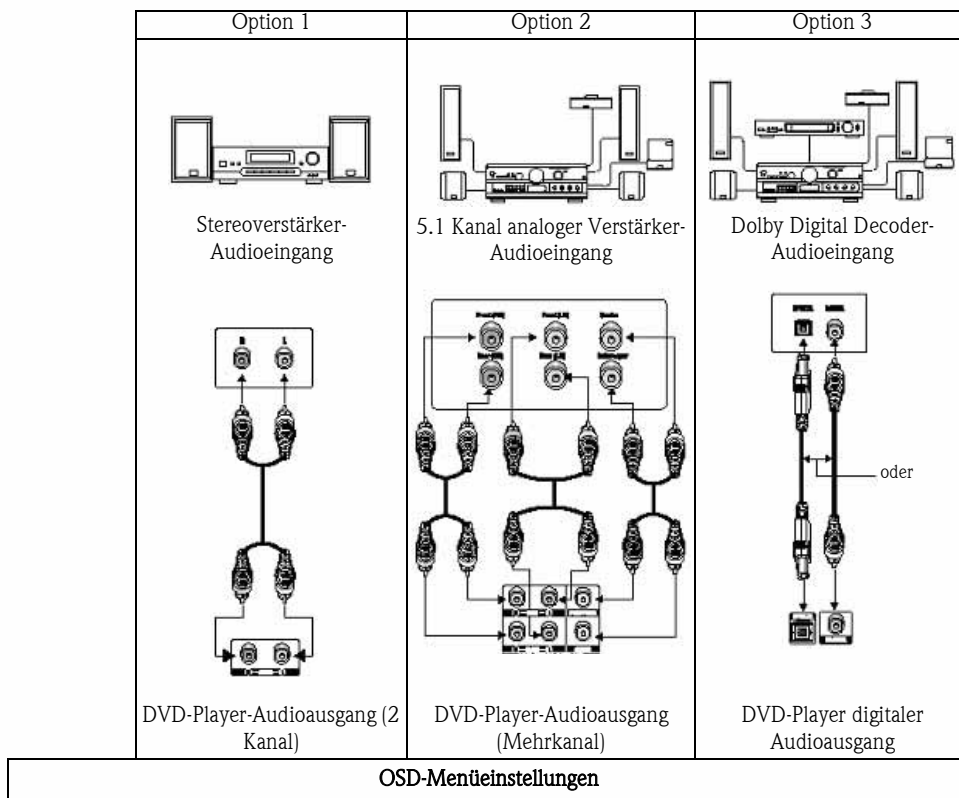 Option 1
Option 2
Option 3
Stereoverstärker-
Audioeingang
5.1 Kanal analoger Verstärker-
Audioeingang
Dolby Digital Decoder-
Audioeingang
R L
oder
DVD-Player-Audioausgang (2
Kanal)
DVD-Player-Audioausgang
(Mehrkanal)
DVD-Player digitaler
Audioausgang
OSD-Menüeinstellungen